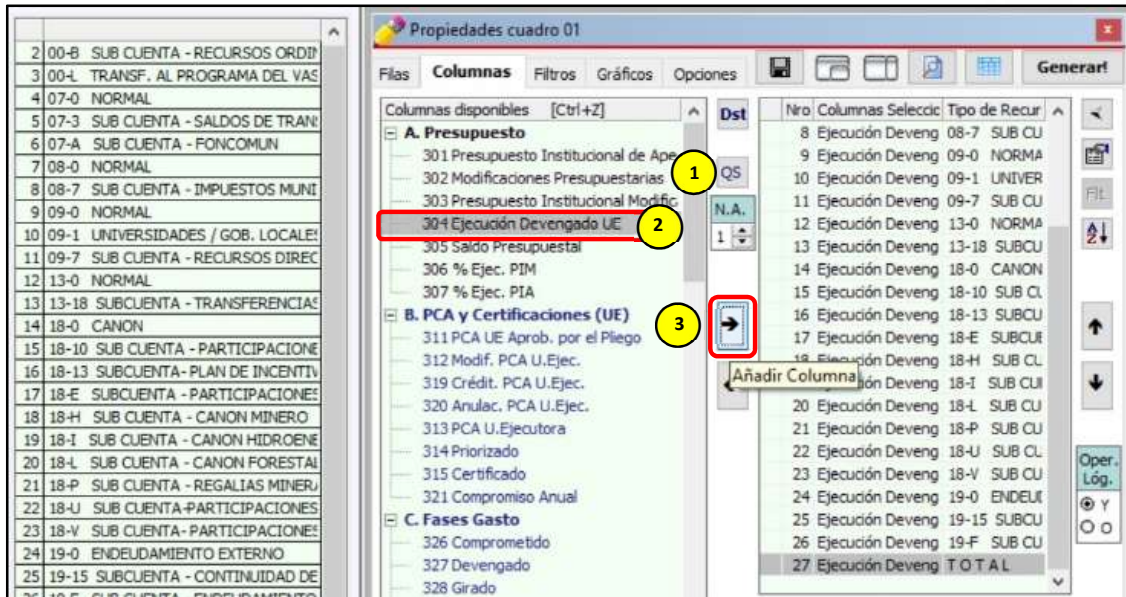 2 00-B SUB CUENTA - RECURSOS ORDIN
3 00-L TRANSF. AL PROGRAMA DEL VAS
4 07-0 NORMAL
5 07-3 SUB CUENTA - SALDOS DE TRAN
6 07-A SUB CUENTA - FONCOMUN
7 08-0 NORMAL
8 08-7 SUB CUENTA - IMPUESTOS MUNI
9 09-0 NORMAL
10 09-1 UNIVERSIDADES / GOB. LOCALES
11 09-7 SUB CUENTA - RECURSOS DIREC
12 13-0 NORMAL
13 13-18 SUBCUENTA - TRANSFERENCIAS
14 18-0 CANON
15 18-10 SUB CUENTA - PARTICIPACIONE
16 18-13 SUBCUENTA- PLAN DE INCENTIV
17 18-E SUBCUENTA - PARTICIPACIONES
18 18-H SUB CUENTA - CANON MINERO
19 18-I SUB CUENTA - CANON HIDROENE
20 18-L SUB CUENTA - CANON FORESTAL
21 18-P SUB CUENTA - REGALIAS MINER
22 18-U SUB CUENTA-PARTICIPACIONES
23 18-V SUB CUENTA- PARTICIPACIONES
24 19-0 ENDEUDAMIENTO EXTERNO
25 19-15 SUBCUENTA - CONTINUIDAD DE
Propiedades cuadro 01
Filas Columnas Filtros Gráficos Opciones Generar!
Columnas disponibles [Ctrl+Z]
A. Presupuesto
301 Presupuesto Institucional de Ape
302 Modificaciones Presupuestarias
303 Presupuesto Institucional Modific
304 Ejecución Devengado UE
305 Saldo Presupuestal
306 % Ejec. PIM
307 % Ejec. PIA
B. PCA y Certificaciones (UE)
311 PCA UE Aprob. por el Pliego
312 Modif. PCA U.Ejec.
319 Crédit. PCA U.Ejec.
320 Anulac. PCA U.Ejec.
313 PCA U.Ejecutora
314 Priorizado
315 Certificado
321 Compromiso Anual
C. Fases Gasto
326 Comprometido
327 Devengado
328 Girado
Dst
1
QS
N.A.
2
1
3
Añadir Columna
Nro Columnas Seleccic Tipo de Recur
8 Ejecución Deveng 08-7 SUB CU
9 Ejecución Deveng 09-0 NORMA
10 Ejecución Deveng 09-1 UNIVER
11 Ejecución Deveng 09-7 SUB CU
12 Ejecución Deveng 13-0 NORMA
13 Ejecución Deveng 13-18 SUBCU
14 Ejecución Deveng 18-0 CANON
15 Ejecución Deveng 18-10 SUB CL
16 Ejecución Deveng 18-13 SUBCU
17 Ejecución Deveng 18-E SUBCUE
18 Ejecución Deveng 18-H SUB CL
Deveng 18-I SUB CUI
20 Ejecución Deveng 18-L SUB CU
21 Ejecución Deveng 18-P SUB CU
22 Ejecución Deveng 18-U SUB CL
23 Ejecución Deveng 18-V SUB CU
24 Ejecución Deveng 19-0 ENDEUE
25 Ejecución Deveng 19-15 SUBCU
26 Ejecución Deveng 19-F SUB CU
27 Ejecución Deveng T O T A L
Flt.
Oper.
Lóg.
Y
O